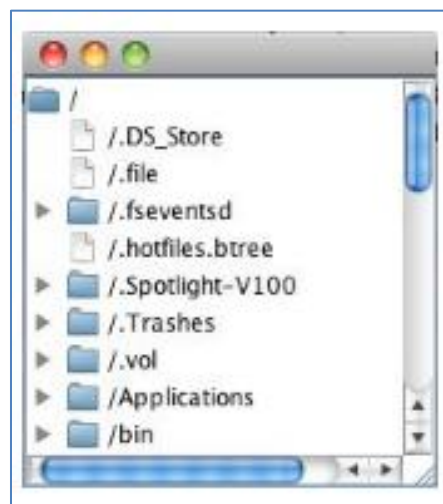 /
/.DS_Store
/.file
/.fseventsd
/.hotfiles.btree
/.Spotlight-V100
/.Trashes
/.vol
/Applications
/bin